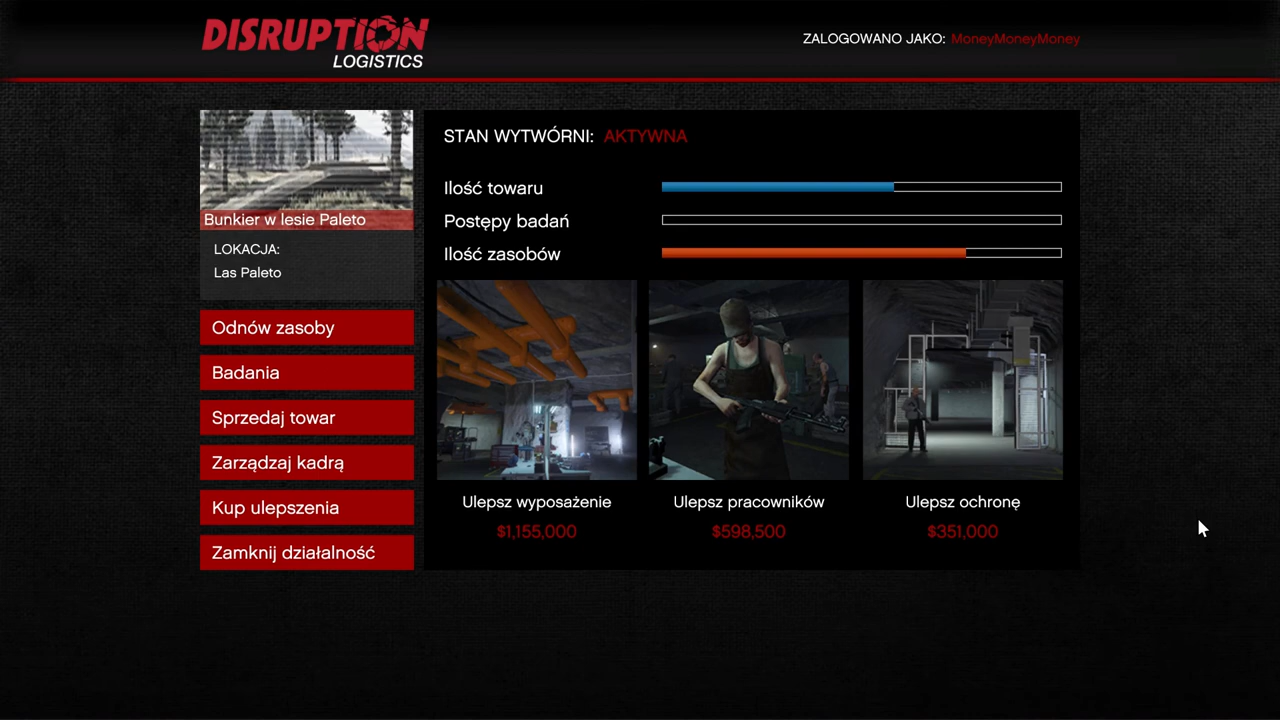 DISRUPTION
LOGISTICS
ZALOGOWANO JAKO: MoneyMoneyMoney
Bunkier w lesie Paleto
LOKACJA:
Las Paleto
Odnów zasoby
Badania
Sprzedaj towar
Zarządzaj kadrą
Kup ulepszenia
Zamknij działalność
STAN WYTWÓRNI: AKTYWNA
Ilość towaru
Postępy badań
Ilość zasobów
Ulepsz wyposażenie
$1,155,000
Ulepsz pracowników
$598,500
Ulepsz ochronę
$351,000